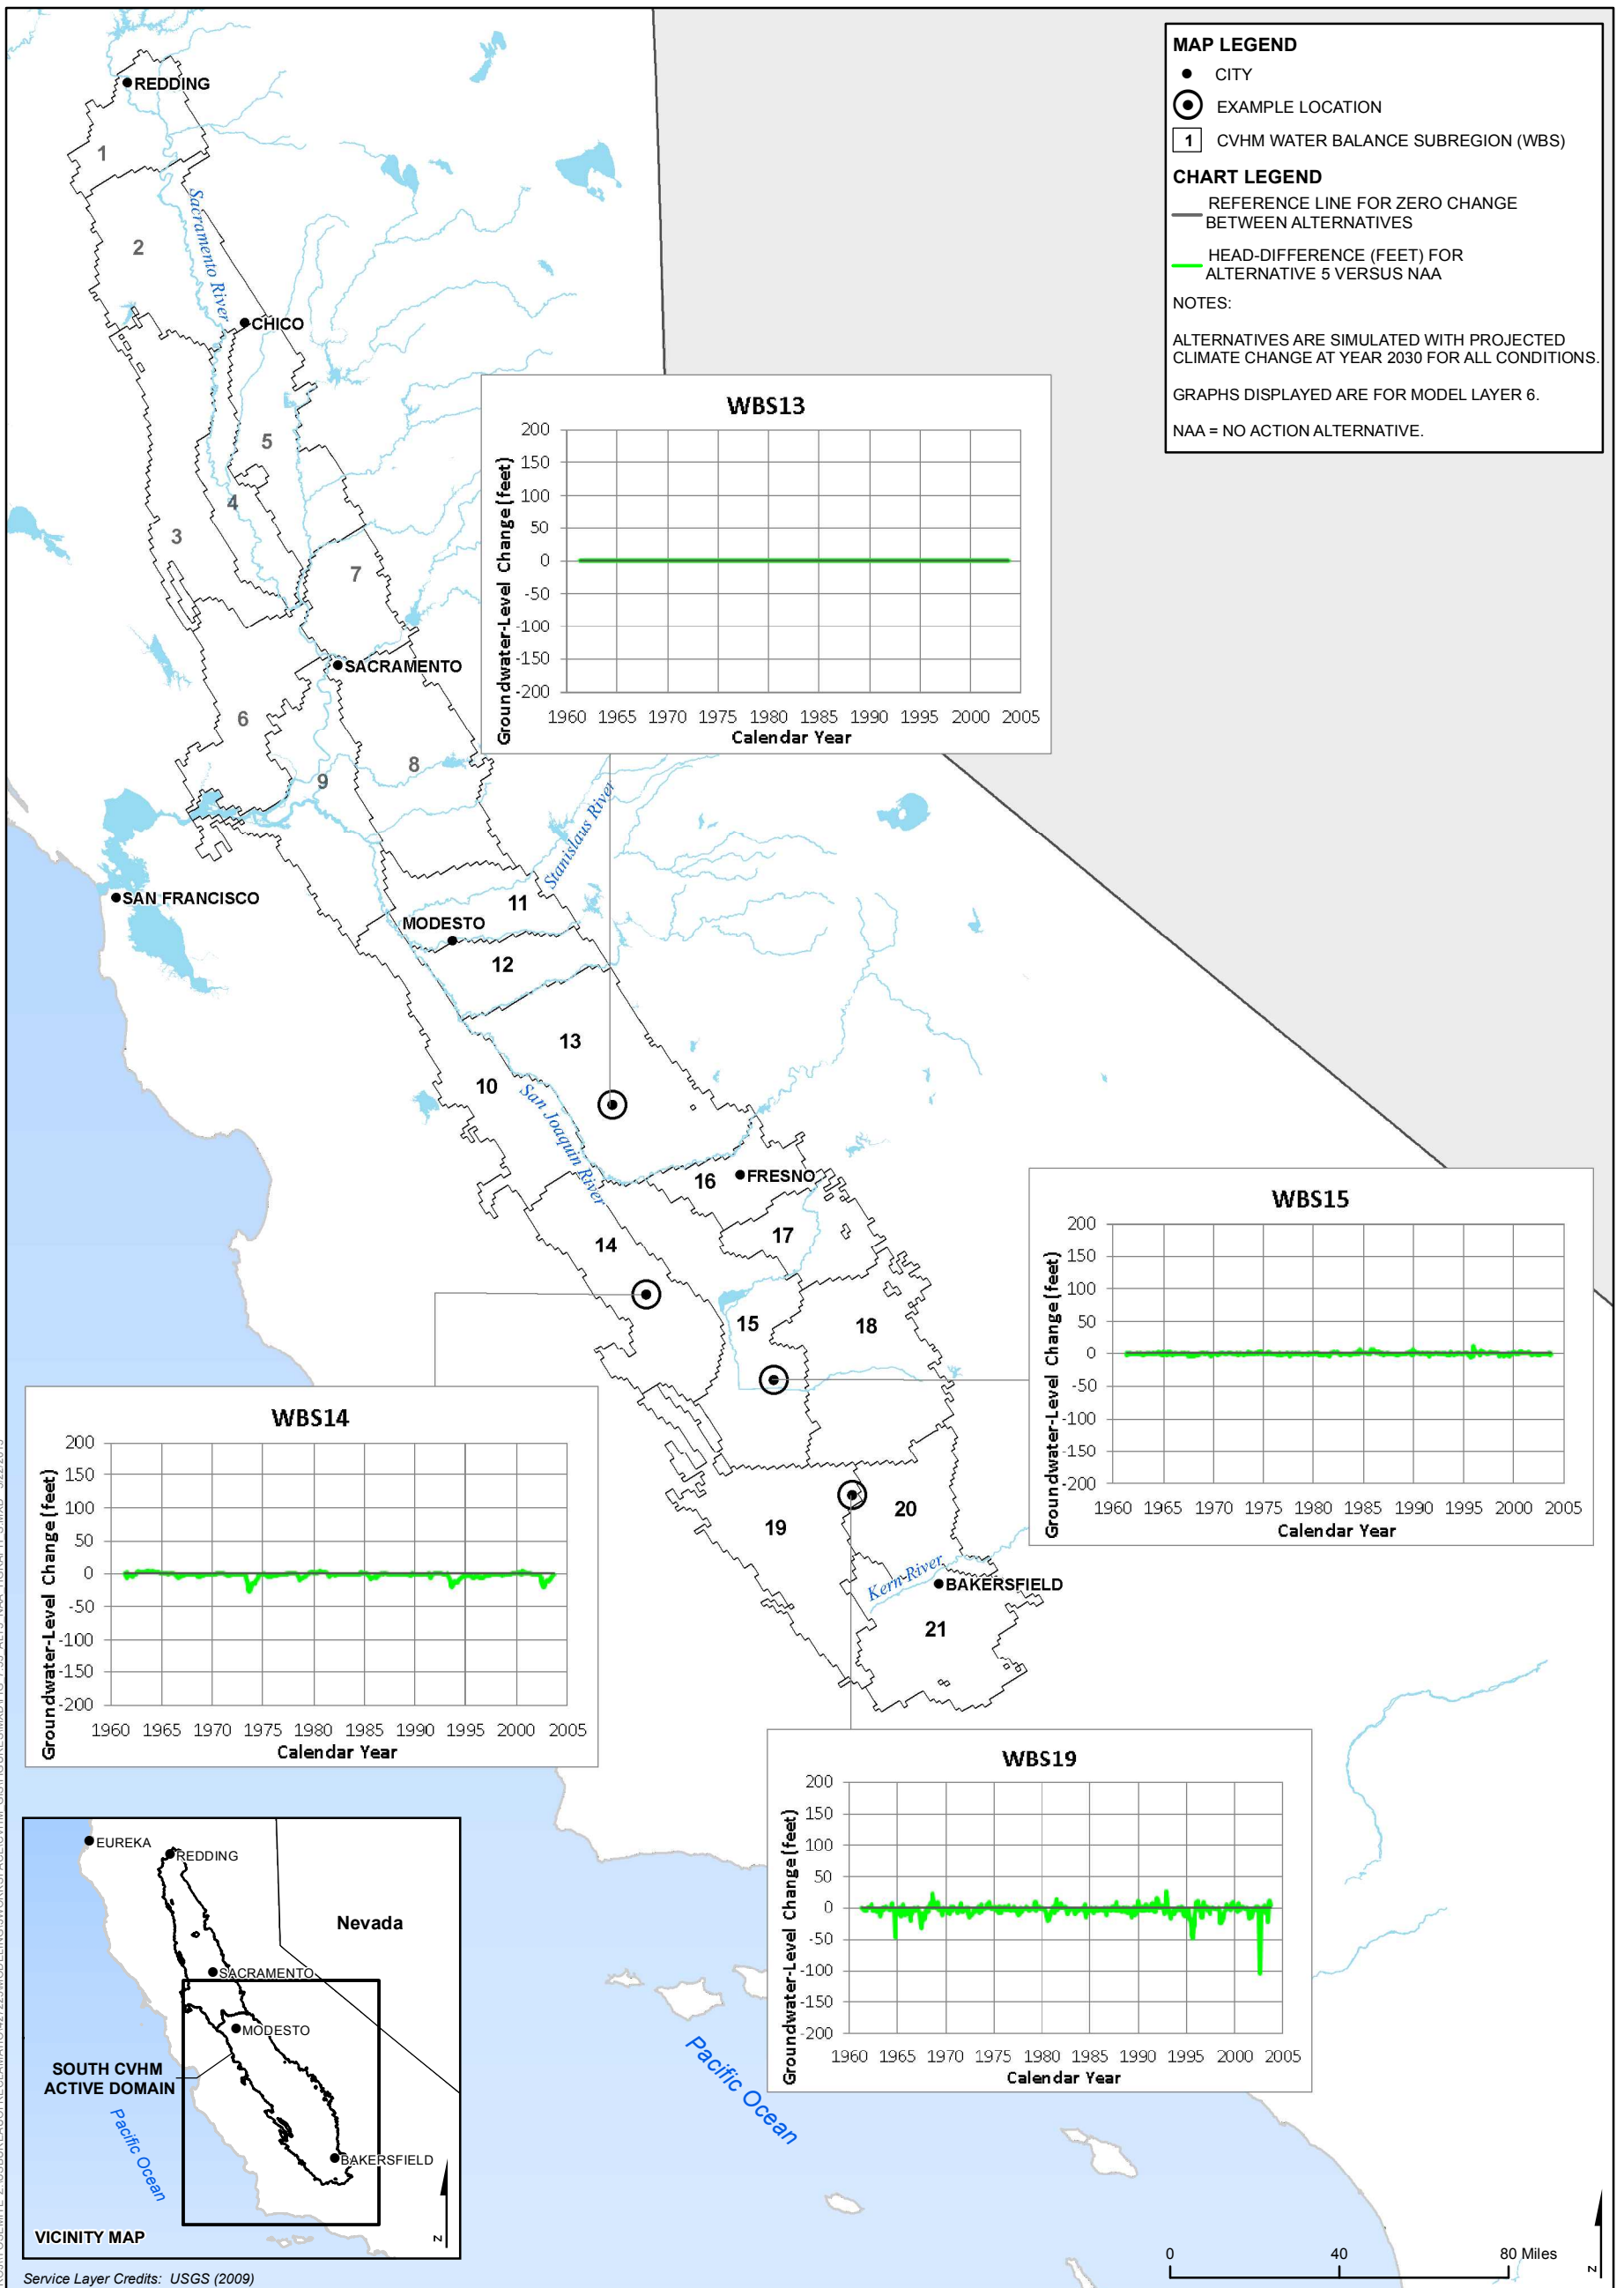 MAP LEGEND
CITY
EXAMPLE LOCATION
1 CVHM WATER BALANCE SUBREGION (WBS)
CHART LEGEND
REFERENCE LINE FOR ZERO CHANGE
BETWEEN ALTERNATIVES
HEAD-DIFFERENCE (FEET) FOR
ALTERNATIVE 5 VERSUS NAA
NOTES:
ALTERNATIVES ARE SIMULATED WITH PROJECTED
CLIMATE CHANGE AT YEAR 2030 FOR ALL CONDITIONS.
GRAPHS DISPLAYED ARE FOR MODEL LAYER 6.
NAA = NO ACTION ALTERNATIVE.
REDDING
1
2
Sacramento River
CHICO
5
4
3
7
SACRAMENTO
6
8
9
Stanislaus River
SAN FRANCISCO
11
MODESTO
12
13
10
San Joaquin River
16
FRESNO
17
14
15
18
19
20
Kern River
BAKERSFIELD
21
WBS13
Groundwater-Level Change (feet)
200
150
100
50
0
-50
-100
-150
-200
1960 1965 1970 1975 1980 1985 1990 1995 2000 2005
Calendar Year
WBS15
Groundwater-Level Change (feet)
200
150
100
50
0
-50
-100
-150
-200
1960 1965 1970 1975 1980 1985 1990 1995 2000 2005
Calendar Year
WBS14
Groundwater-Level Change (feet)
200
150
100
50
0
-50
-100
-150
-200
1960 1965 1970 1975 1980 1985 1990 1995 2000 2005
Calendar Year
WBS19
Groundwater-Level Change (feet)
200
150
100
50
0
-50
-100
-150
-200
1960 1965 1970 1975 1980 1985 1990 1995 2000 2005
Calendar Year
EUREKA
REDDING
Nevada
SACRAMENTO
MODESTO
SOUTH CVHM
ACTIVE DOMAIN
Pacific Ocean
BAKERSFIELD
VICINITY MAP
N
Pacific Ocean
0 40 80 Miles
N
Service Layer Credits: USGS (2009)